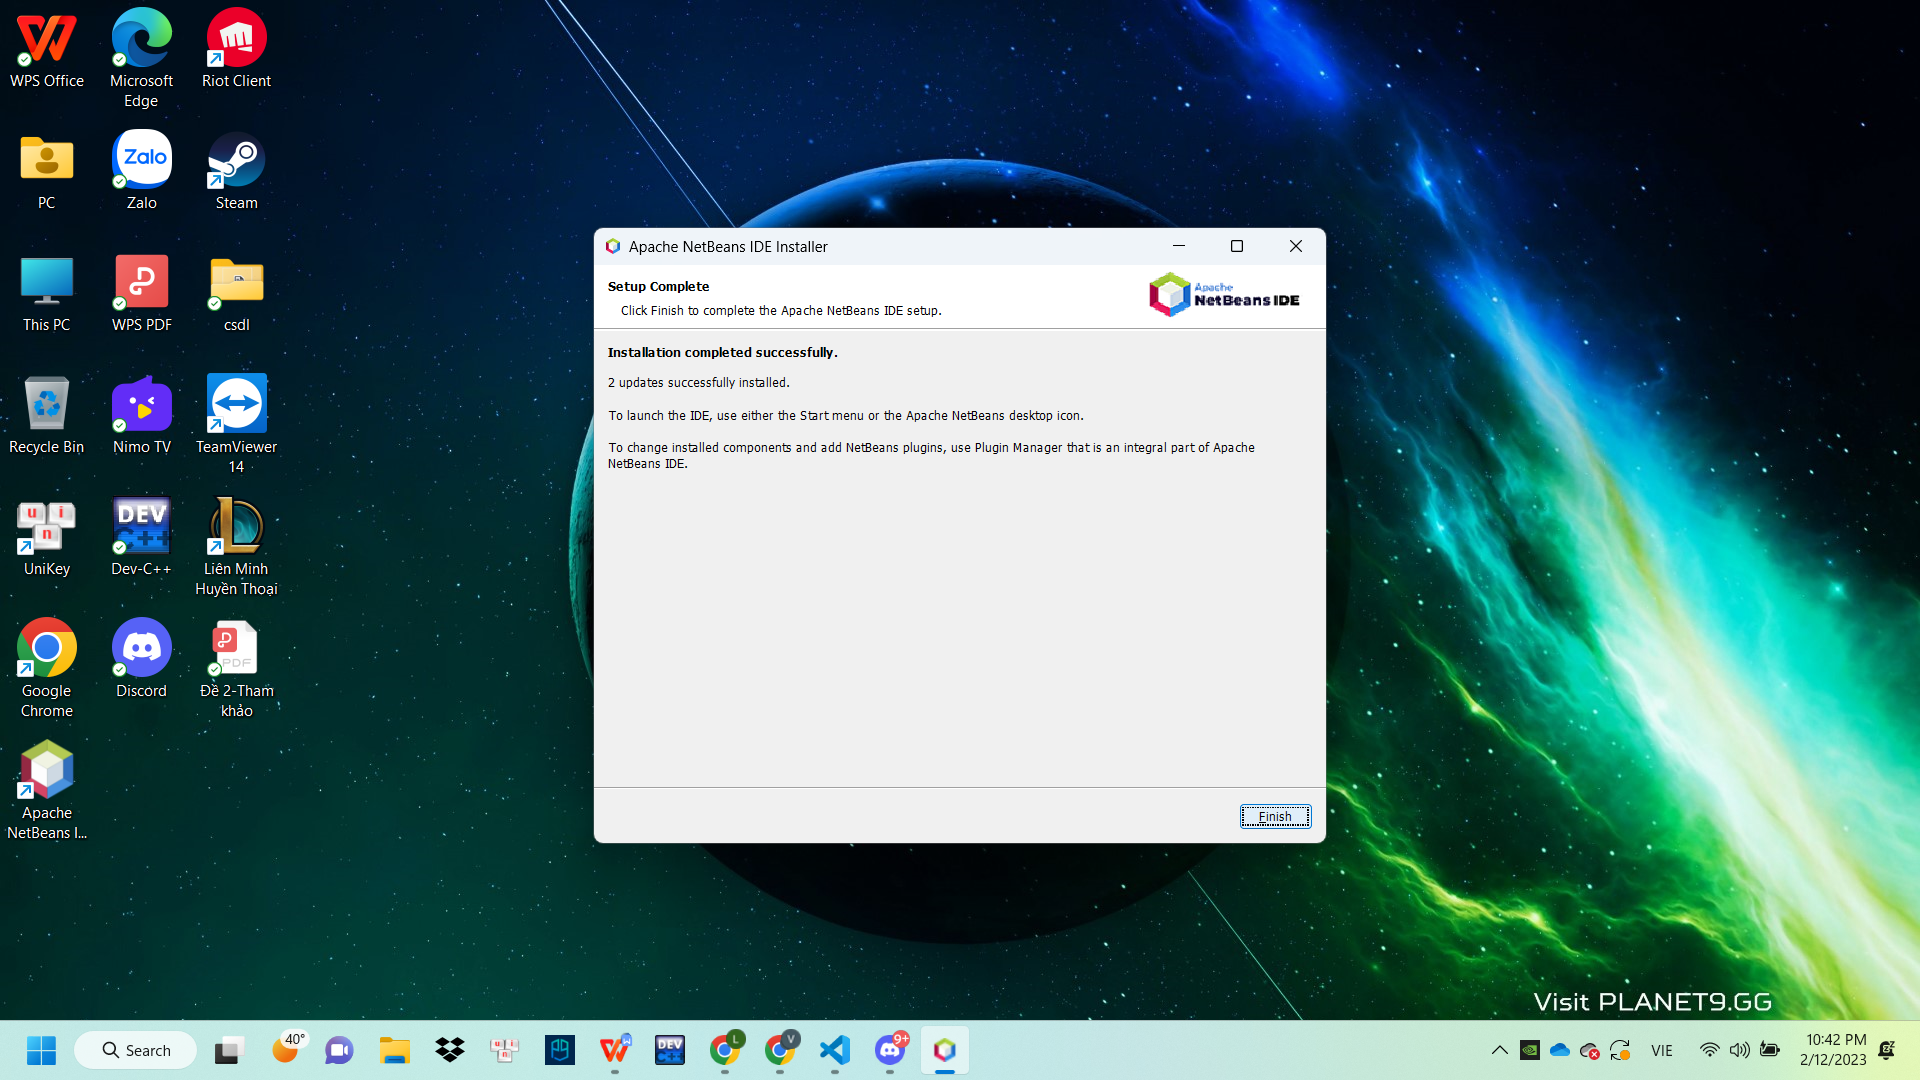 WPS Office
Microsoft
Edge
Riot Client
PC
Zalo
Zalo
Steam
This PC
WPS PDF
csdl
Recycle Bin
Nimo TV
TeamViewer
14
u i
n
UniKey
DEV
C++
Dev-C++
Liên Minh
Huyền Thoại
Google
Chrome
Discord
PDF
Đề 2-Tham
khảo
Apache
NetBeans I...
Apache NetBeans IDE Installer
Setup Complete
Click Finish to complete the Apache NetBeans IDE setup.
Apache
NetBeans IDE
Installation completed successfully.
2 updates successfully installed.
To launch the IDE, use either the Start menu or the Apache NetBeans desktop icon.
To change installed components and add NetBeans plugins, use Plugin Manager that is an integral part of Apache
NetBeans IDE.
Finish
Visit PLANET9.GG
Search
40°
u i
n
DEV
C++
L
V
9+
VIE
10:42 PM
2/12/2023